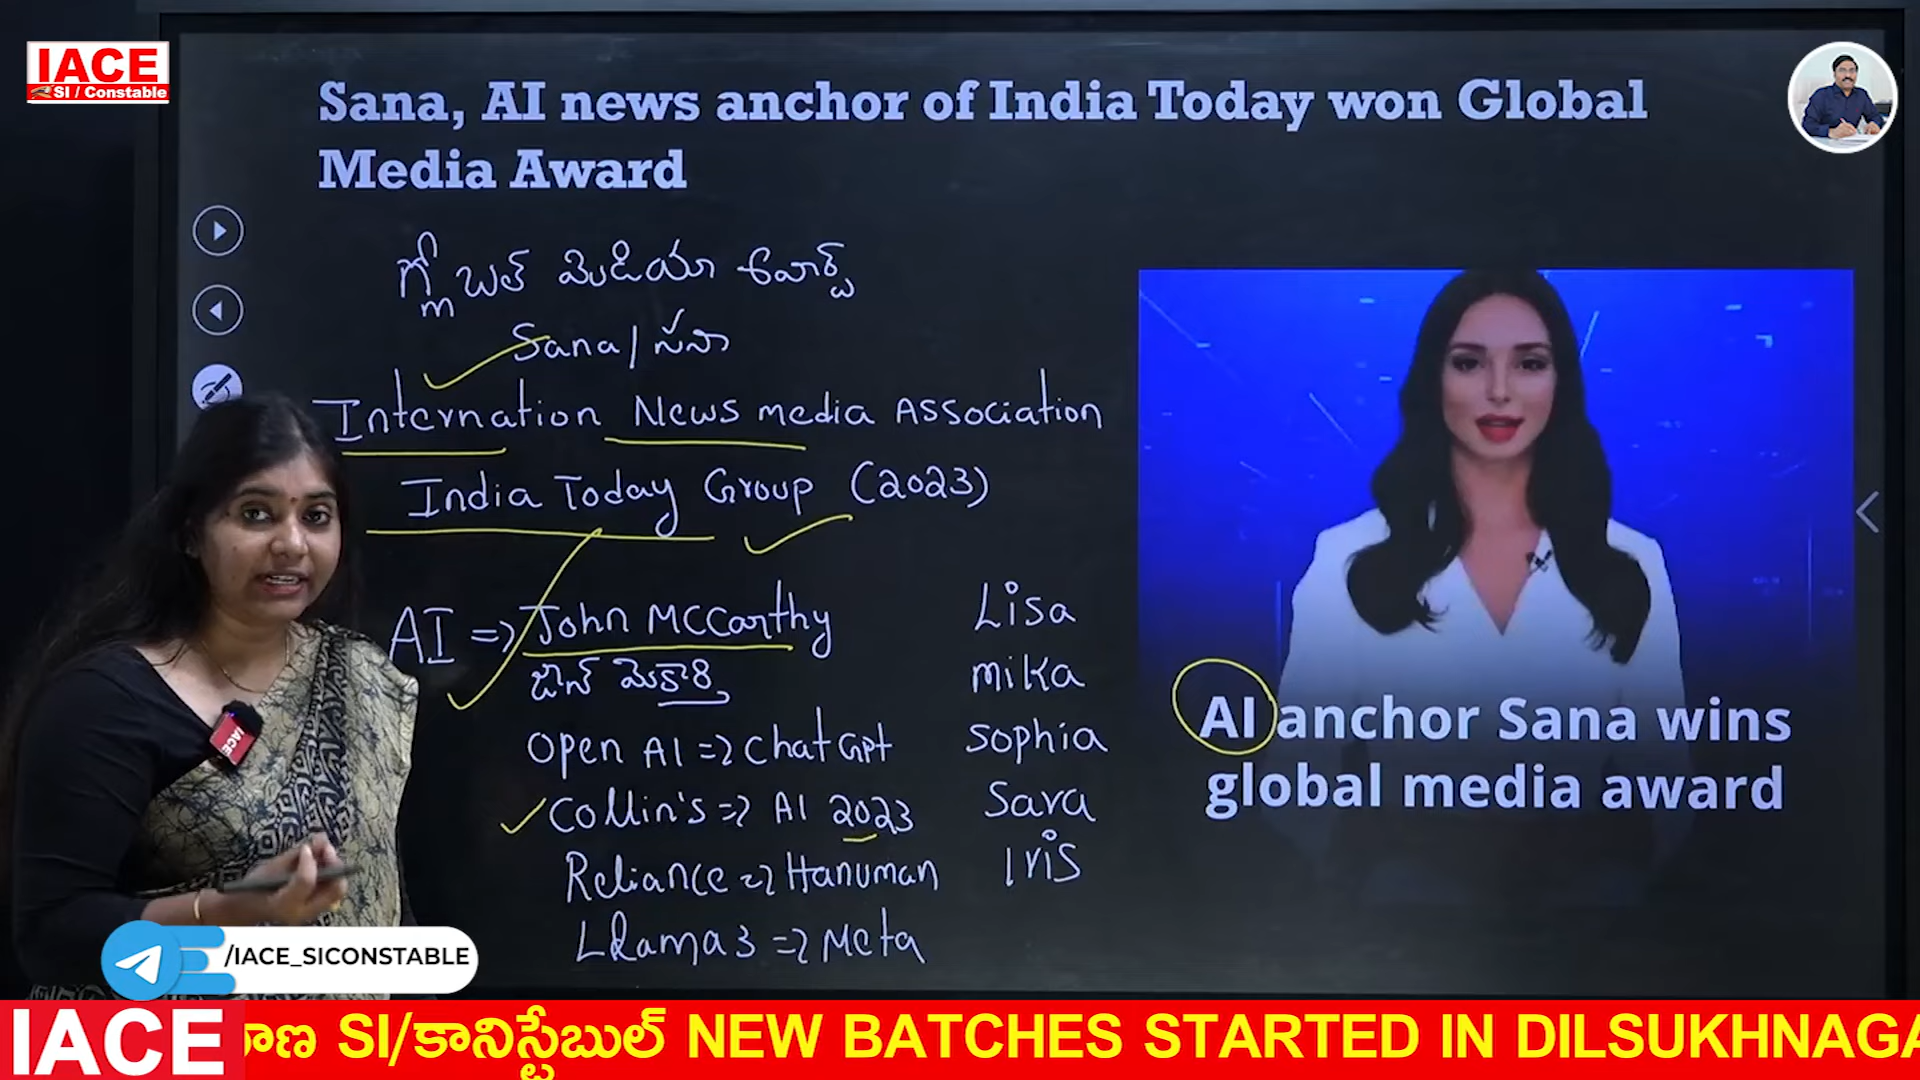 IACE
SI / Constable
Sana, AI news anchor of India Today won Global
Media Award
గ్లోబల్ మీడియా అవార్డ్
Sana / సనా
Internation News media Association
India Today Group (2023)
AI => John McCarthy
జాన్ మెకార్థి
Open AI => Chat Gpt
Collin's => AI 2023
Reliance => Hanuman
Llama 3 => Meta
Lisa
mika
sophia
Sara
Iris
AI anchor Sana wins
global media award
IACE
/IACE_SICONSTABLE
IACE
SI/కానిస్టేబుల్ NEW BATCHES STARTED IN DILSUKHNAGA